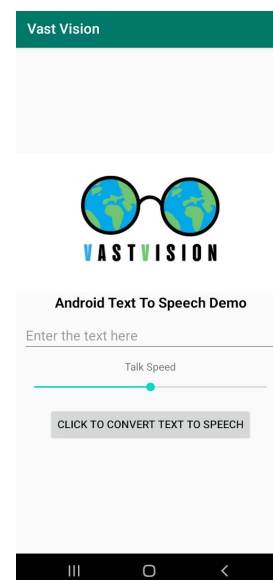 Vast Vision
VASTVISION
Android Text To Speech Demo
Enter the text here
Talk Speed
CLICK TO CONVERT TEXT TO SPEECH